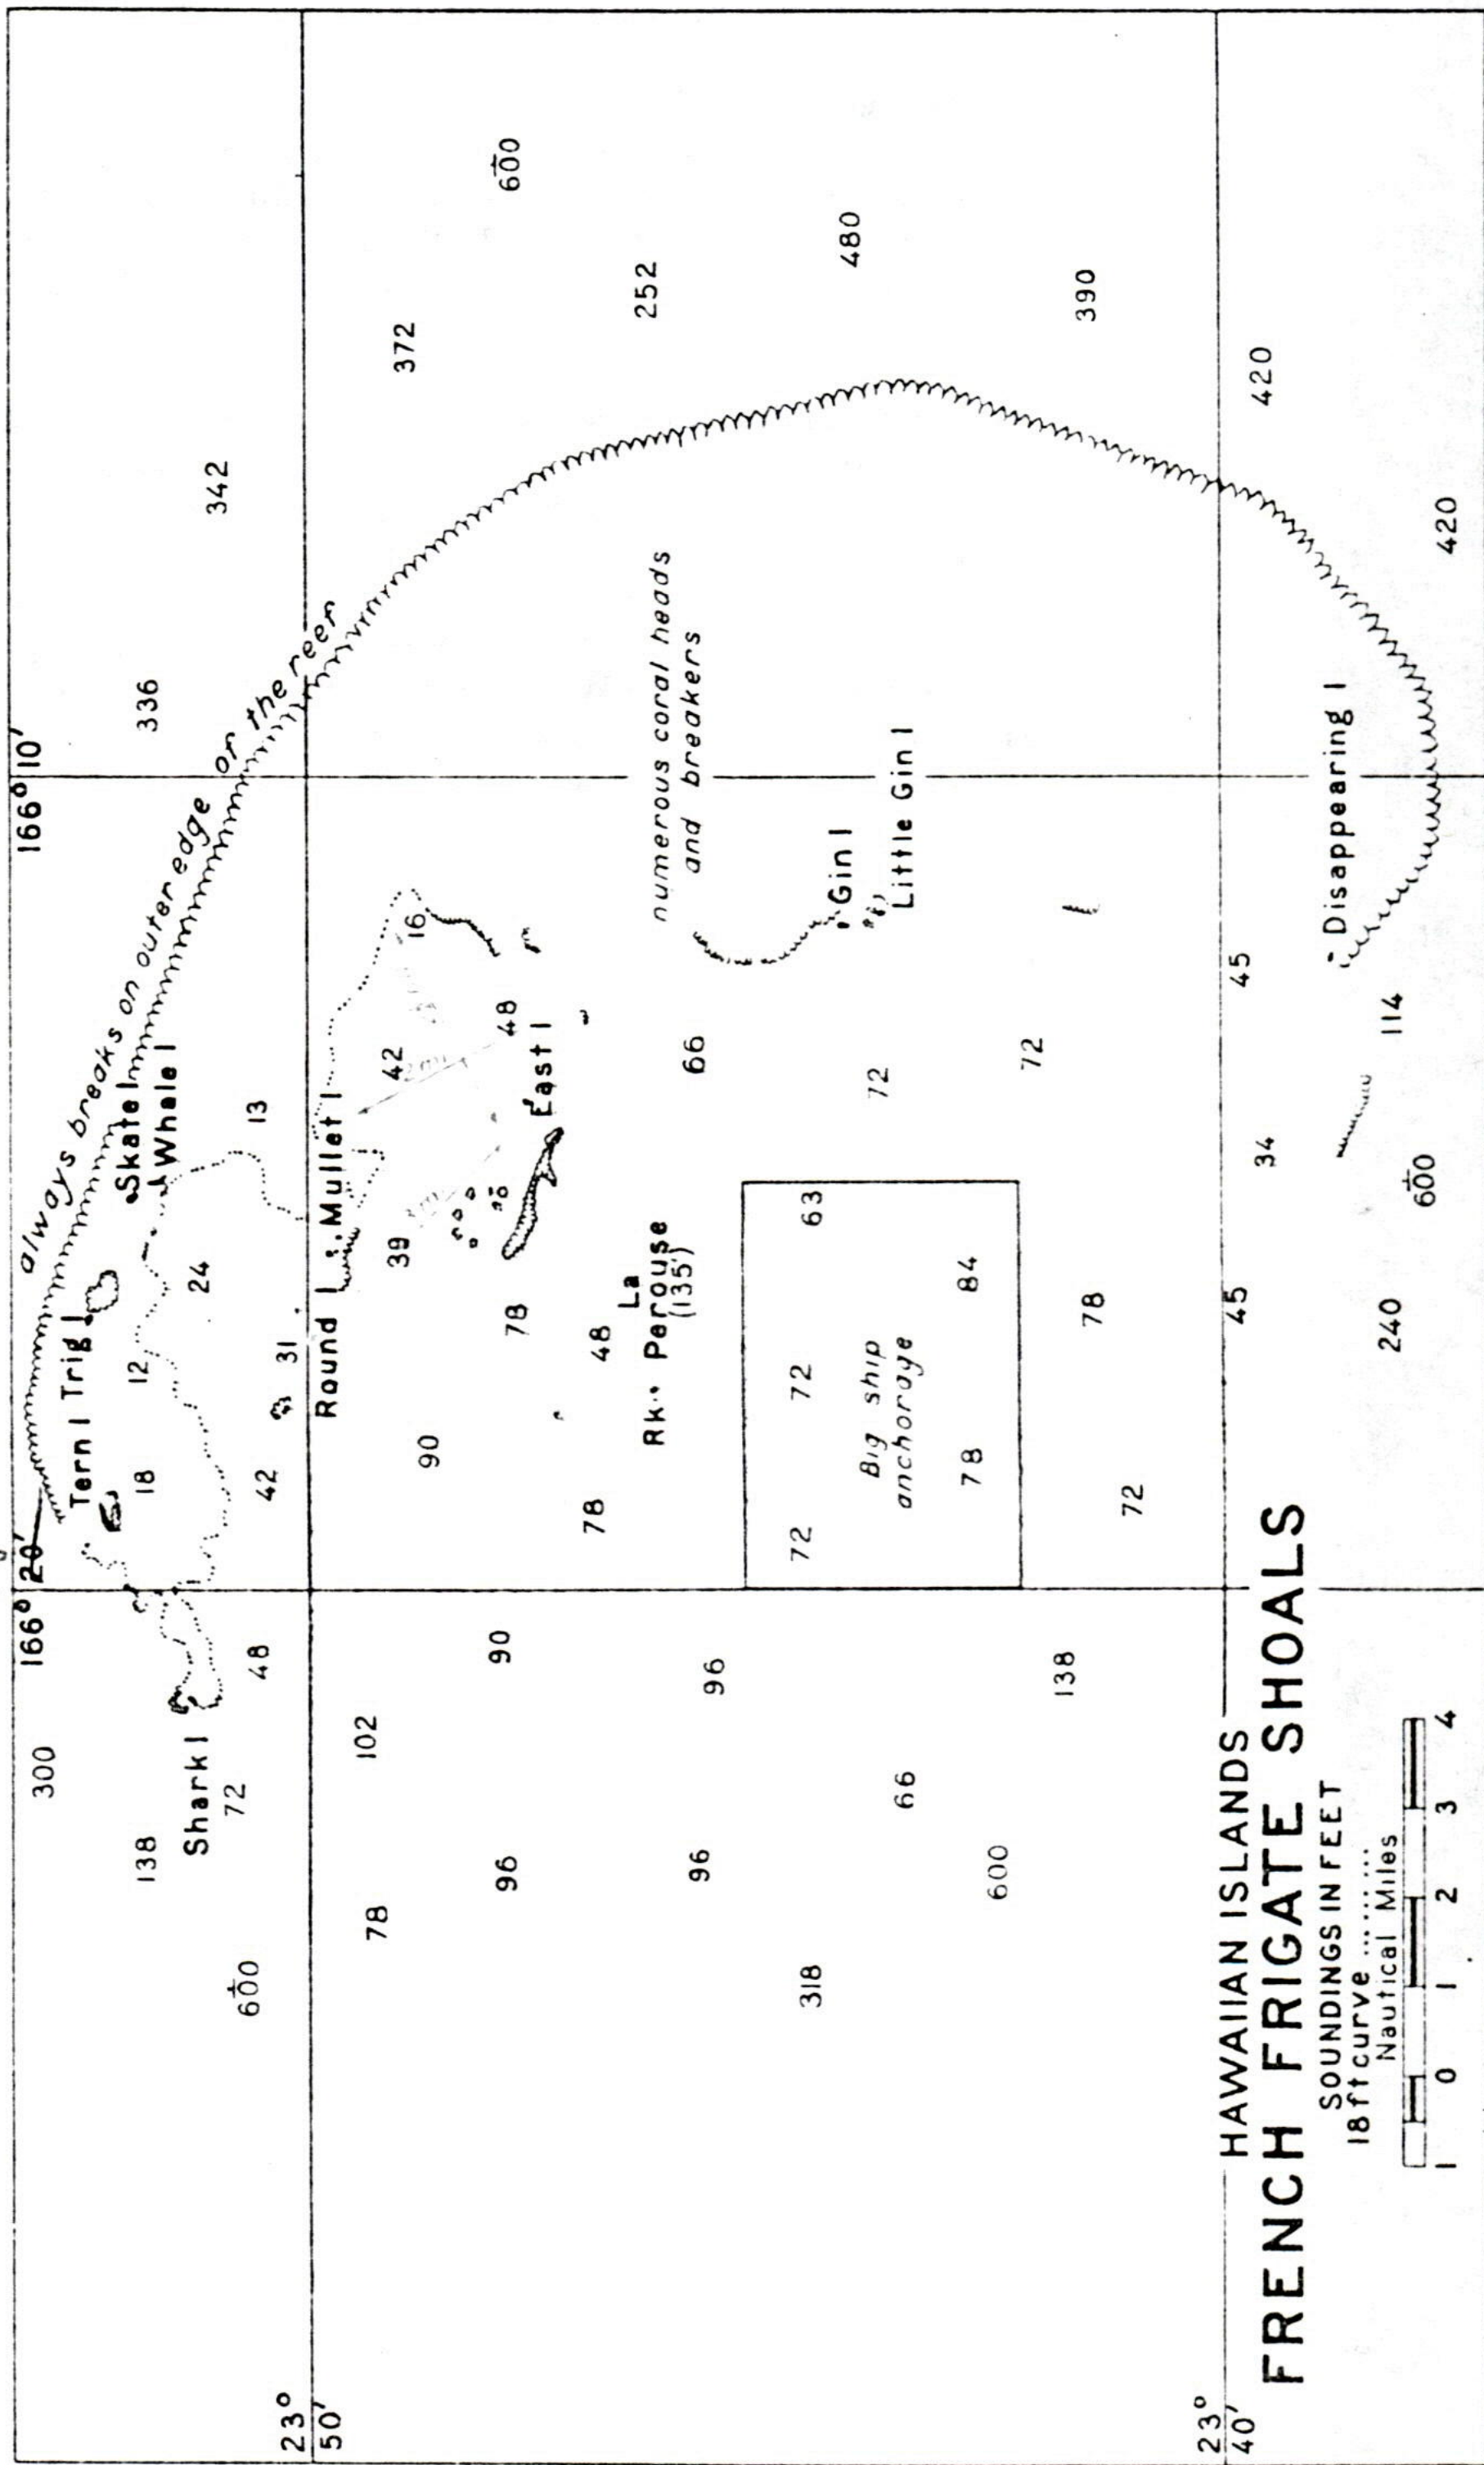 166° 20'
166° 10'
always breaks on outer edge or the reer
300
336
342
372
600
252
480
390
420
420
Tern I
Trig I
Skate I
Whale I
Shark I
138
72
600
78
102
48
18
12
24
13
42
31
23°
50'
Round I
Mullet I
16
42
39
48
90
78
East I
90
96
78
48
La
Rk. Perouse
(135')
66
numerous coral heads
and breakers
96
96
72
72
63
318
72
Gin I
Little Gin I
Big ship
anchorage
66
78
84
600
72
138
72
78
23°
40'
45
34
45
Disappearing I
240
600
114
HAWAIIAN ISLANDS
FRENCH FRIGATE SHOALS
SOUNDINGS IN FEET
18 ft curve ........
Nautical Miles
1 0 1 2 3 4